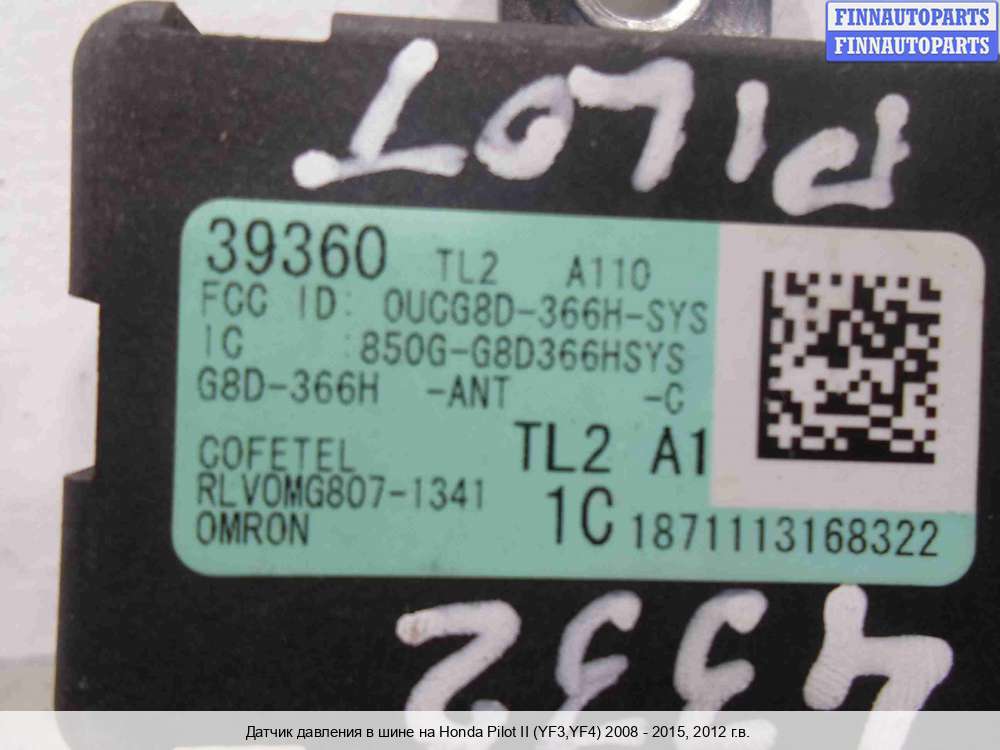 FINNAUTOPARTS
FINNAUTOPARTS
PILOT
39360 TL2 A110
FCC ID: OUCG8D-366H-SYS
IC :850G-G8D366HSYS
G8D-366H -ANT -C
TL2 A1
COFETEL
RLVOMG807-1341
1C 1871113168322
OMRON
4332
Датчик давления в шине на Honda Pilot II (YF3,YF4) 2008 - 2015, 2012 г.в.